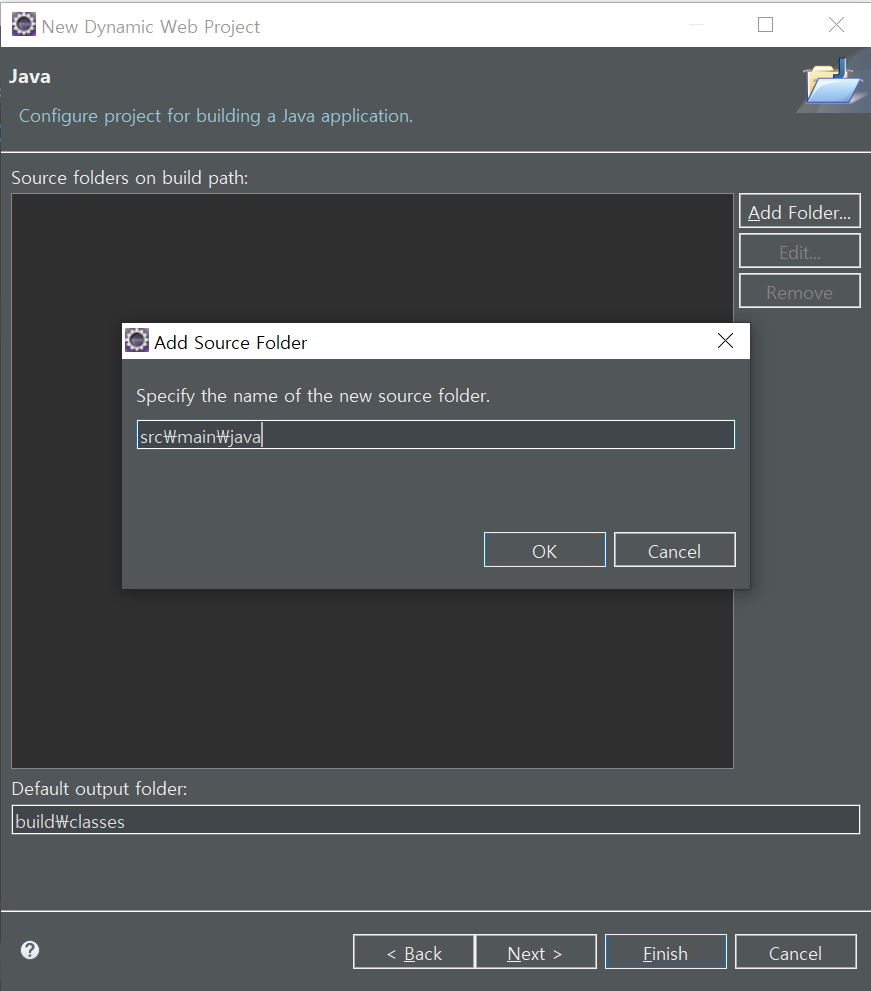 New Dynamic Web Project
Java
Configure project for building a Java application.
Source folders on build path:
Add Folder...
Edit...
Remove
Add Source Folder
Specify the name of the new source folder.
src₩main₩java
OK Cancel
Default output folder:
build₩classes
? < Back Next > Finish Cancel